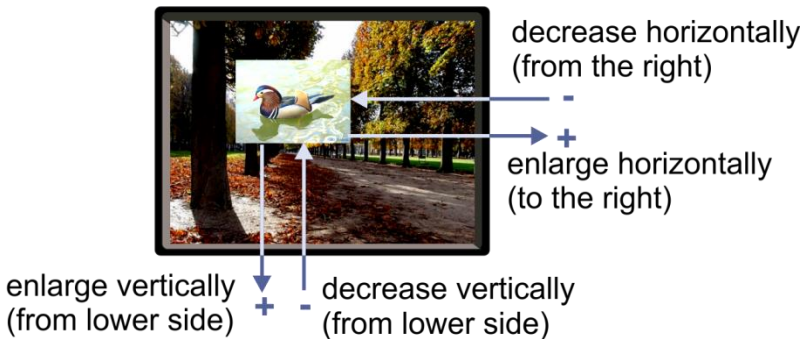 decrease horizontally
(from the right)
-
+
enlarge horizontally
(to the right)
enlarge vertically
(from lower side)
+
-
decrease vertically
(from lower side)